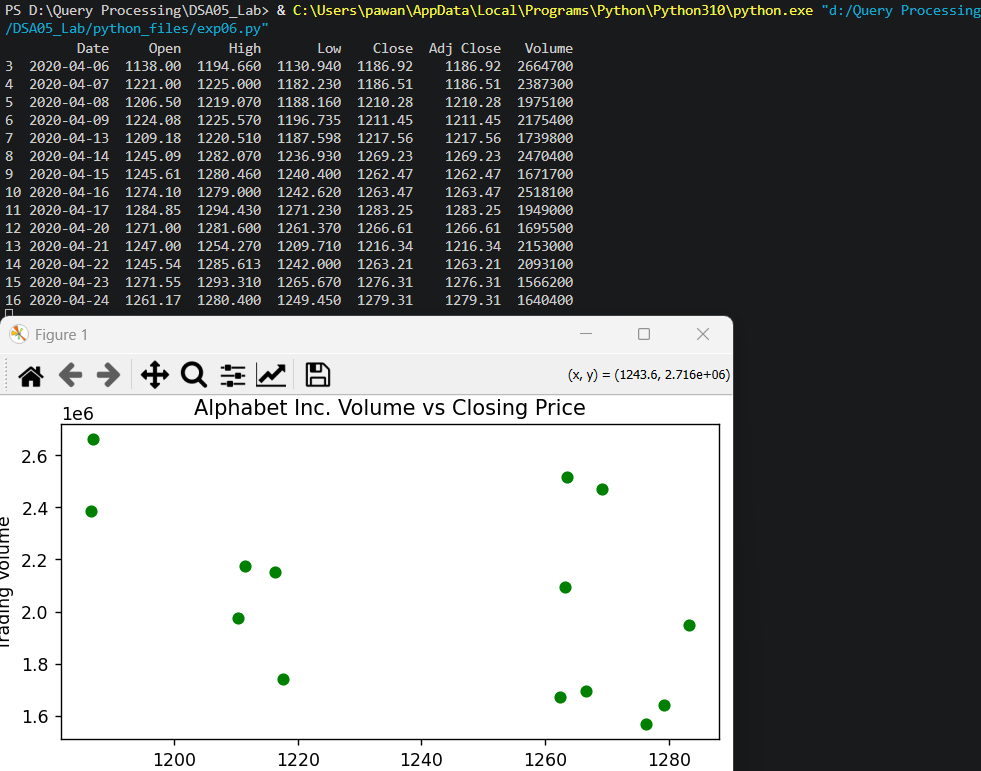 PS D:\Query Processing\DSA05_Lab> & C:\Users\pawan\AppData\Local\Programs\Python\Python310\python.exe "d:/Query Processing
/DSA05_Lab/python_files/exp06.py"
Date Open High Low Close Adj Close Volume
3 2020-04-06 1138.00 1194.660 1130.940 1186.92 1186.92 2664700
4 2020-04-07 1221.00 1225.000 1182.230 1186.51 1186.51 2387300
5 2020-04-08 1206.50 1219.070 1188.160 1210.28 1210.28 1975100
6 2020-04-09 1224.08 1225.570 1196.735 1211.45 1211.45 2175400
7 2020-04-13 1209.18 1220.510 1187.598 1217.56 1217.56 1739800
8 2020-04-14 1245.09 1282.070 1236.930 1269.23 1269.23 2470400
9 2020-04-15 1245.61 1280.460 1240.400 1262.47 1262.47 1671700
10 2020-04-16 1274.10 1279.000 1242.620 1263.47 1263.47 2518100
11 2020-04-17 1284.85 1294.430 1271.230 1283.25 1283.25 1949000
12 2020-04-20 1271.00 1281.600 1261.370 1266.61 1266.61 1695500
13 2020-04-21 1247.00 1254.270 1209.710 1216.34 1216.34 2153000
14 2020-04-22 1245.54 1285.613 1242.000 1263.21 1263.21 2093100
15 2020-04-23 1271.55 1293.310 1265.670 1276.31 1276.31 1566200
16 2020-04-24 1261.17 1280.400 1249.450 1279.31 1279.31 1640400
Figure 1
(x, y) = (1243.6, 2.716e+06)
Alphabet Inc. Volume vs Closing Price
1e6
2.6
2.4
2.2
2.0
1.8
1.6
Trading Volume
1200 1220 1240 1260 1280